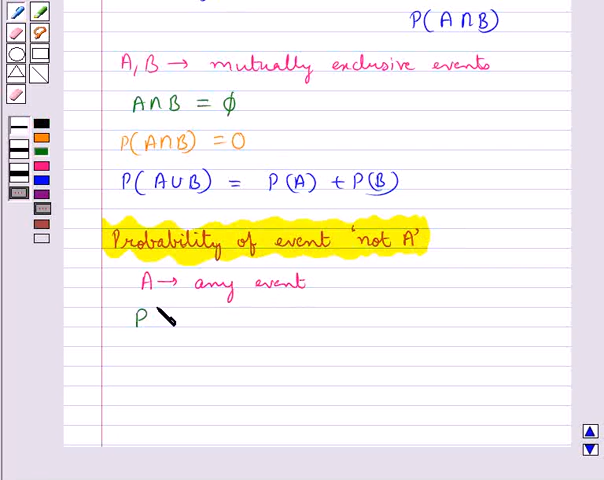 P(A∩B)
A, B → mutually exclusive events
A∩B = ϕ
P(A∩B) = 0
P(A∪B) = P(A) + P(B)
Probability of event 'not A'
A → any event
P